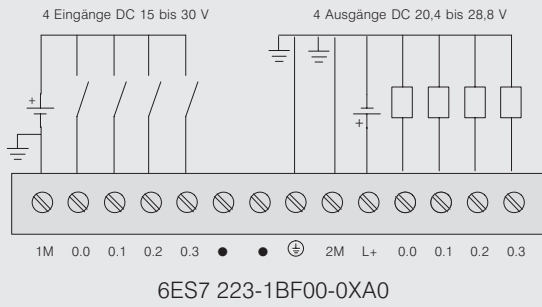 4 Eingänge DC 15 bis 30 V
4 Ausgänge DC 20,4 bis 28,8 V
+
+
1M 0.0 0.1 0.2 0.3 ● ● ⏚ 2M L+ 0.0 0.1 0.2 0.3
6ES7 223-1BF00-0XA0